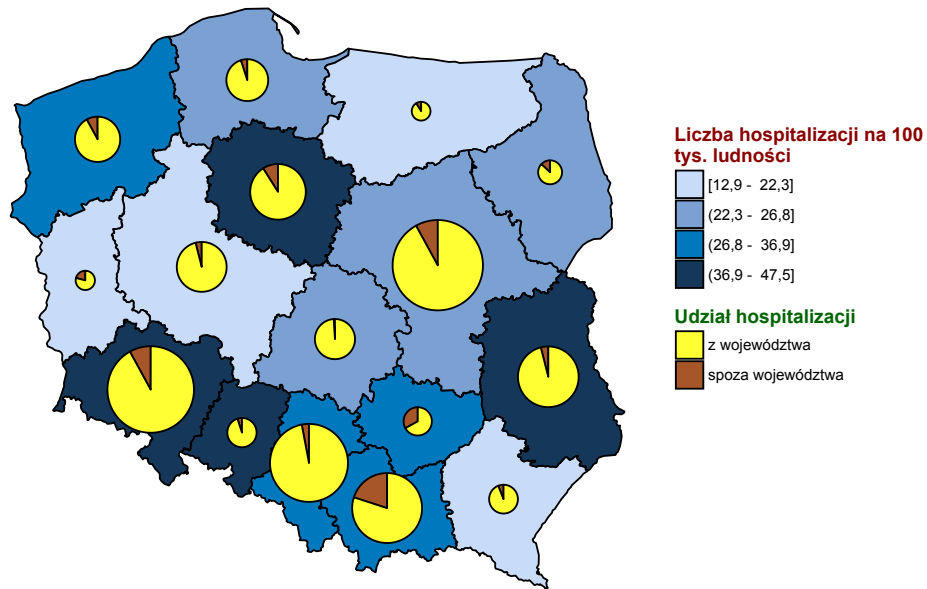 Liczba hospitalizacji na 100
tys. ludności
[12,9 - 22,3]
(22,3 - 26,8]
(26,8 - 36,9]
(36,9 - 47,5]
Udział hospitalizacji
z województwa
spoza województwa